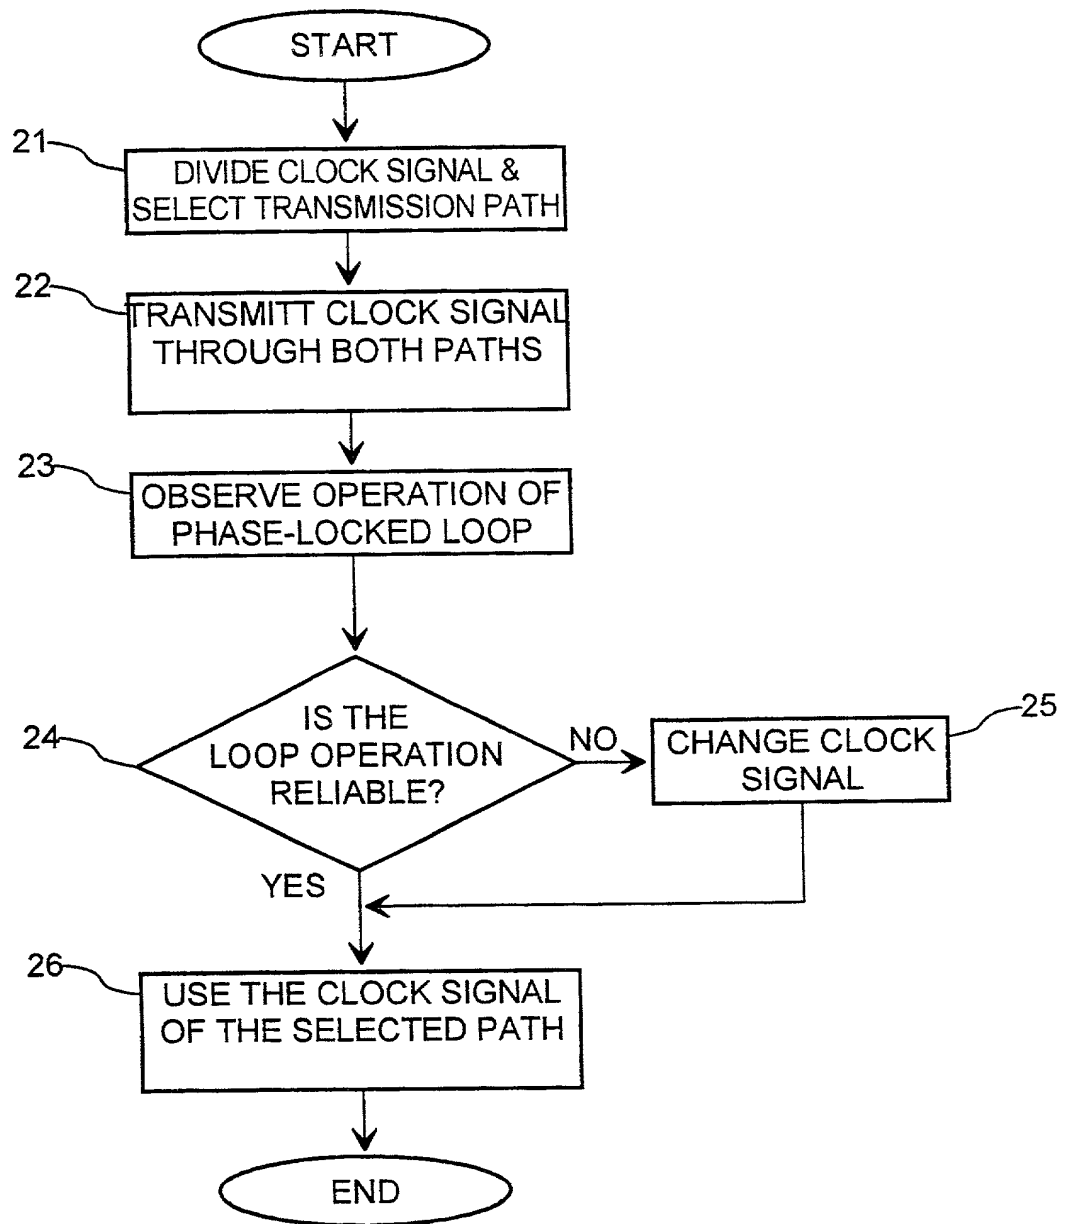 START
21
DIVIDE CLOCK SIGNAL &
SELECT TRANSMISSION PATH
22
TRANSMITT CLOCK SIGNAL
THROUGH BOTH PATHS
23
OBSERVE OPERATION OF
PHASE-LOCKED LOOP
24
IS THE
LOOP OPERATION
RELIABLE?
NO
25
CHANGE CLOCK
SIGNAL
YES
26
USE THE CLOCK SIGNAL
OF THE SELECTED PATH
END